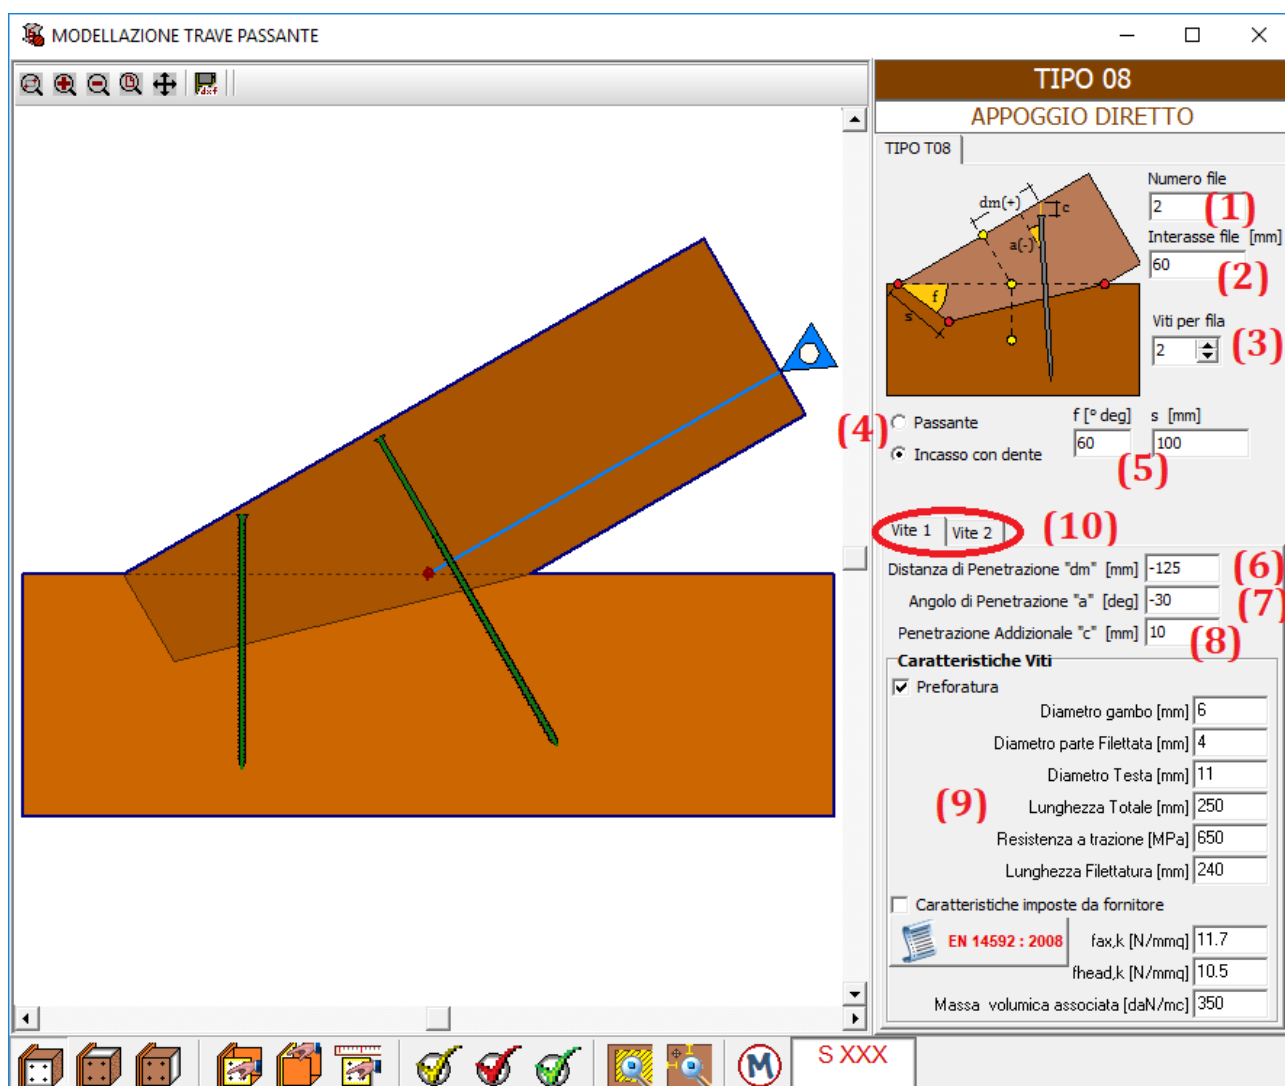 MODELLAZIONE TRAVE PASSANTE
dxf
TIPO 08
APPOGGIO DIRETTO
TIPO T08
dm(+)
c
a(-)
f
s
Numero file
2
(1)
Interasse file [mm]
60
(2)
Viti per fila
2
(3)
(4)
Passante
Incasso con dente
f [° deg]
s [mm]
60
100
(5)
Vite 1
Vite 2
(10)
Distanza di Penetrazione "dm" [mm] -125
(6)
Angolo di Penetrazione "a" [deg] -30
(7)
Penetrazione Addizionale "c" [mm] 10
(8)
Caratteristiche Viti
Preforatura
Diametro gambo [mm] 6
Diametro parte Filettata [mm] 4
Diametro Testa [mm] 11
(9)
Lunghezza Totale [mm] 250
Resistenza a trazione [MPa] 650
Lunghezza Filettatura [mm] 240
Caratteristiche imposte da fornitore
EN 14592 : 2008
fax,k [N/mmq] 11.7
fhead,k [N/mmq] 10.5
Massa volumica associata [daN/mc] 350
M
S XXX